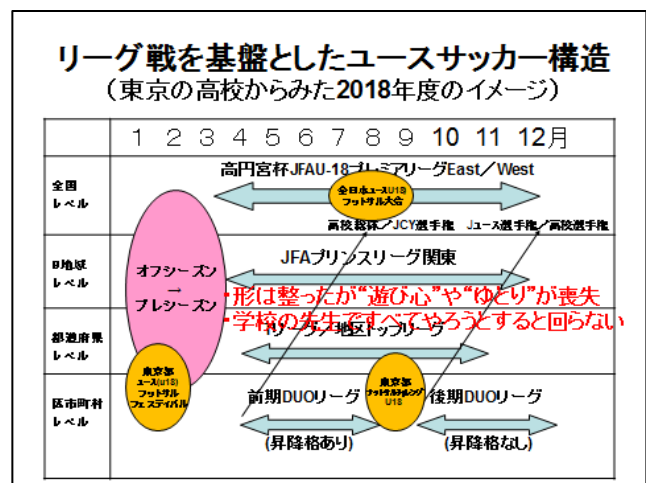 リーグ戦を基盤としたユースサッカー構造
（東京の高校からみた2018年度のイメージ）
1 2 3 4 5 6 7 8 9 10 11 12月
全国
レベル
高円宮杯JFAU-18プレミアリーグEast／West
全日本ユース(U18)
フットサル大会
高校総体／JCY選手権
Jユース選手権／高校選手権
9地域
レベル
オフシーズン
→
プレシーズン
JFAプリンスリーグ関東
・形は整ったが“遊び心”や“ゆとり”が喪失
・学校の先生ですべてやろうとすると回らない
都道府県
レベル
Tリーグ／地区トップリーグ
東京都
ユース(U18)
フットサル
フェスティバル
区市町村
レベル
前期DUOリーグ
東京都
フットサルチャレンジ
U18
後期DUOリーグ
(昇降格あり)
(昇降格なし)